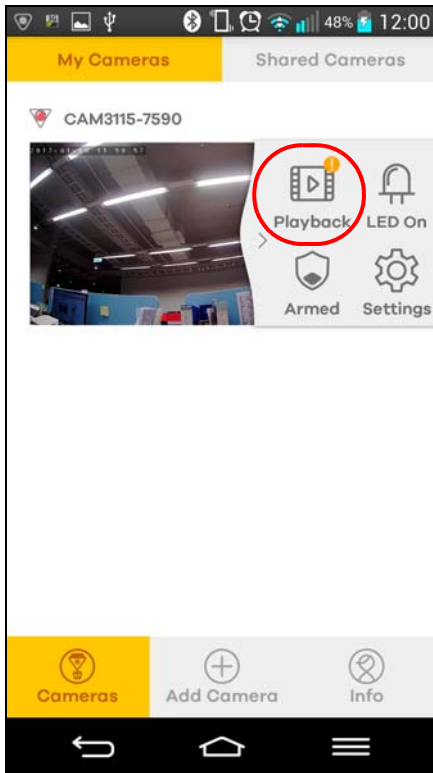 48% 12:00
My Cameras Shared Cameras
CAM3115-7590
Playback LED On
Armed Settings
Cameras Add Camera Info